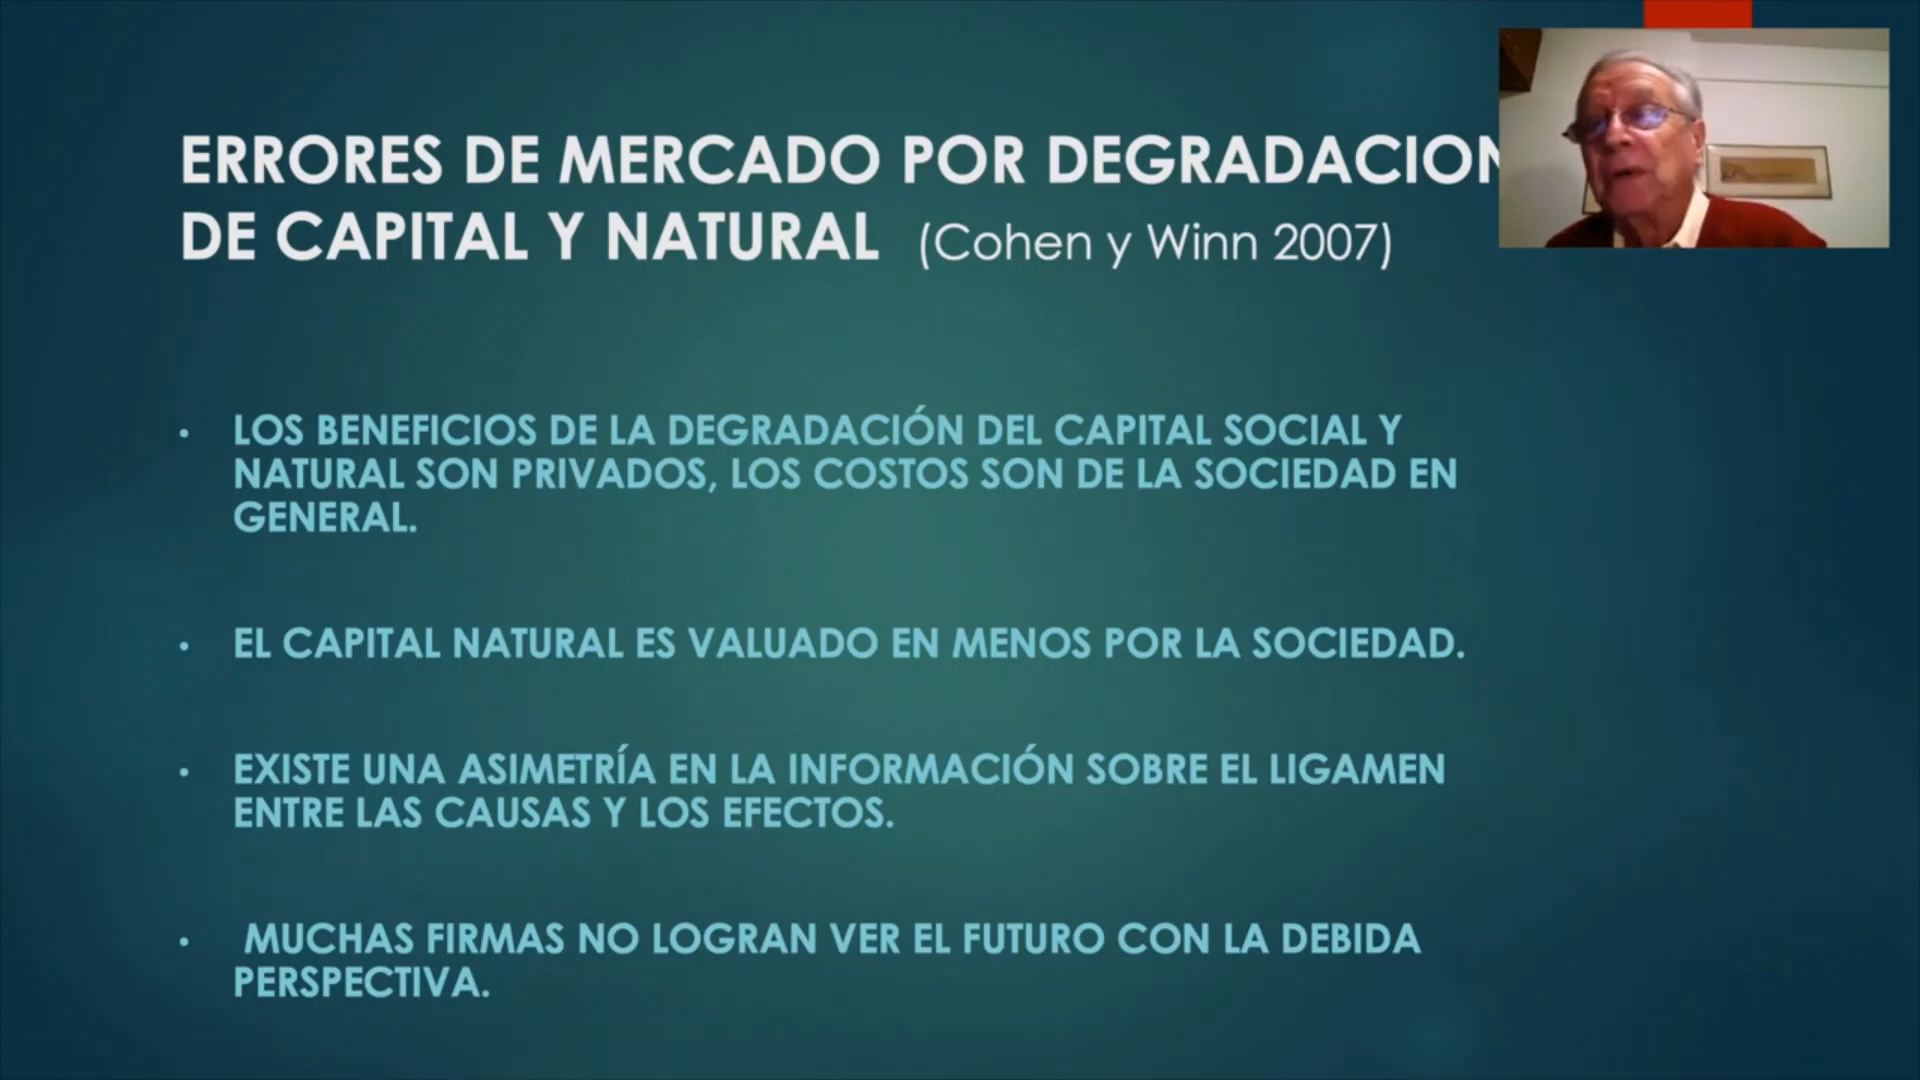 ERRORES DE MERCADO POR DEGRADACION
DE CAPITAL Y NATURAL (Cohen y Winn 2007)
• LOS BENEFICIOS DE LA DEGRADACIÓN DEL CAPITAL SOCIAL Y
NATURAL SON PRIVADOS, LOS COSTOS SON DE LA SOCIEDAD EN
GENERAL.
• EL CAPITAL NATURAL ES VALUADO EN MENOS POR LA SOCIEDAD.
• EXISTE UNA ASIMETRÍA EN LA INFORMACIÓN SOBRE EL LIGAMEN
ENTRE LAS CAUSAS Y LOS EFECTOS.
• MUCHAS FIRMAS NO LOGRAN VER EL FUTURO CON LA DEBIDA
PERSPECTIVA.